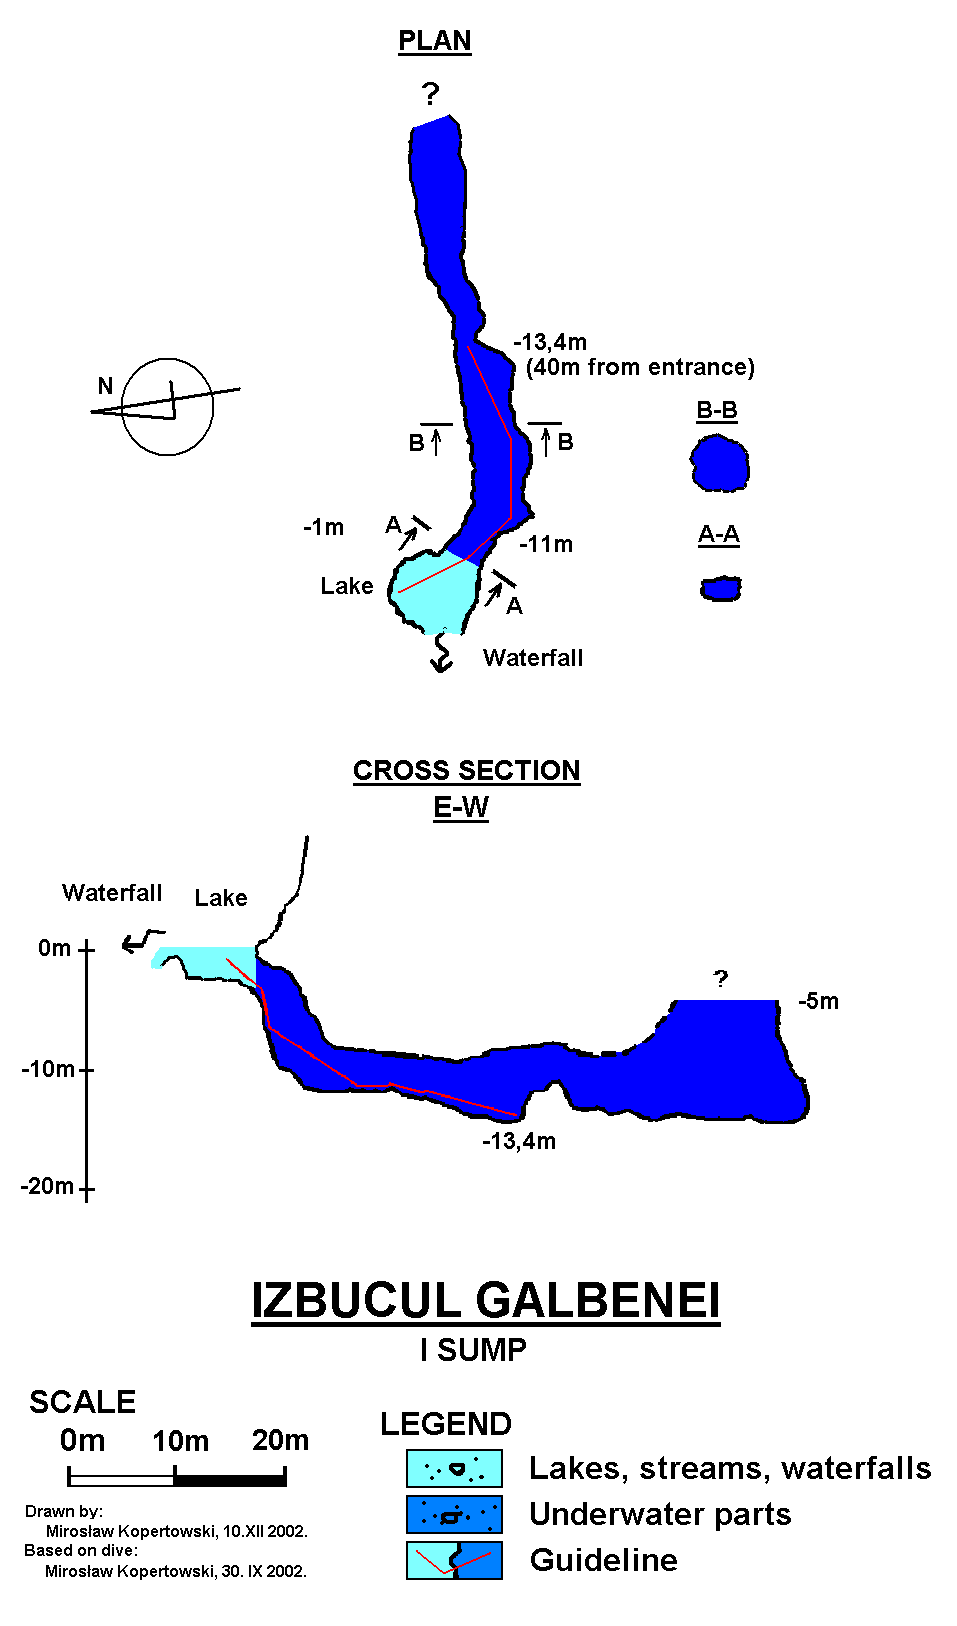 PLAN
?
-13,4m
(40m from entrance)
N
B-B
B
B
A
-1m
A-A
-11m
Lake
A
Waterfall
CROSS SECTION
E-W
Waterfall
Lake
0m
?
-5m
-10m
-13,4m
-20m
IZBUCUL GALBENEI
I SUMP
SCALE
0m 10m 20m
LEGEND
Lakes, streams, waterfalls
Underwater parts
Guideline
Drawn by:
Mirosław Kopertowski, 10.XII 2002.
Based on dive:
Mirosław Kopertowski, 30. IX 2002.